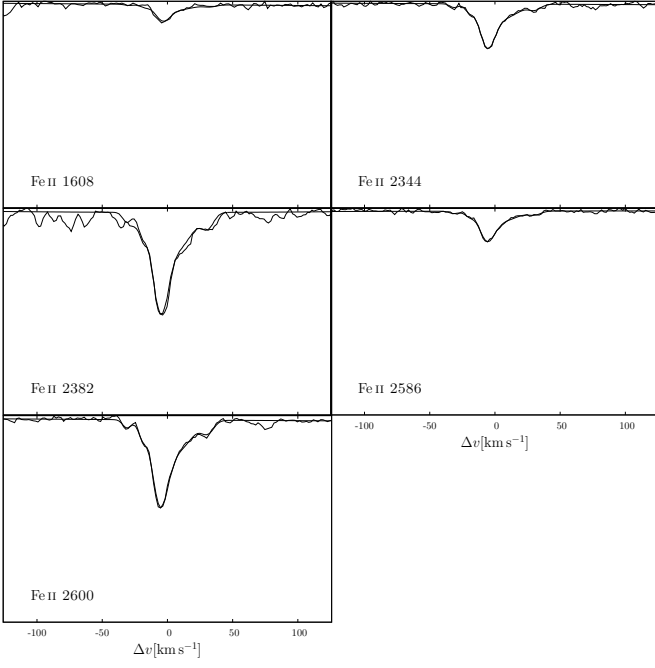 Fe II 1608
Fe II 2344
Fe II 2382
Fe II 2586
-100 -50 0 50 100
Δv[km s⁻¹]
Fe II 2600
-100 -50 0 50 100
Δv[km s⁻¹]